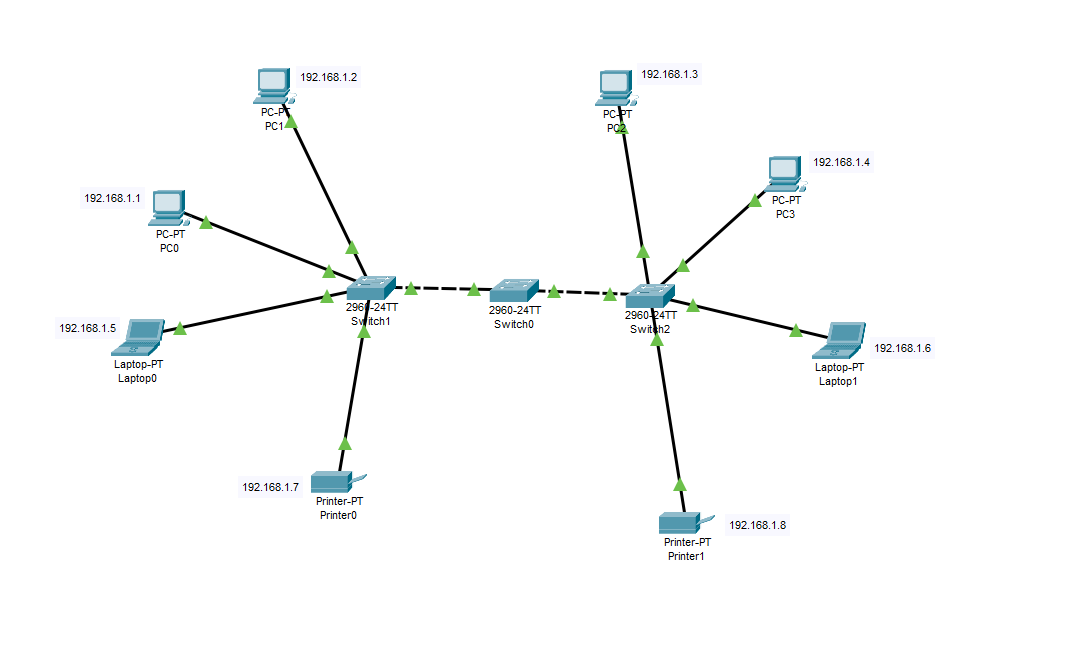 192.168.1.2
PC-PT
PC1
192.168.1.3
PC-PT
PC2
192.168.1.4
PC-PT
PC3
192.168.1.1
PC-PT
PC0
2960-24TT
Switch1
2960-24TT
Switch0
2960-24TT
Switch2
192.168.1.5
Laptop-PT
Laptop0
192.168.1.6
Laptop-PT
Laptop1
192.168.1.7
Printer-PT
Printer0
192.168.1.8
Printer-PT
Printer1